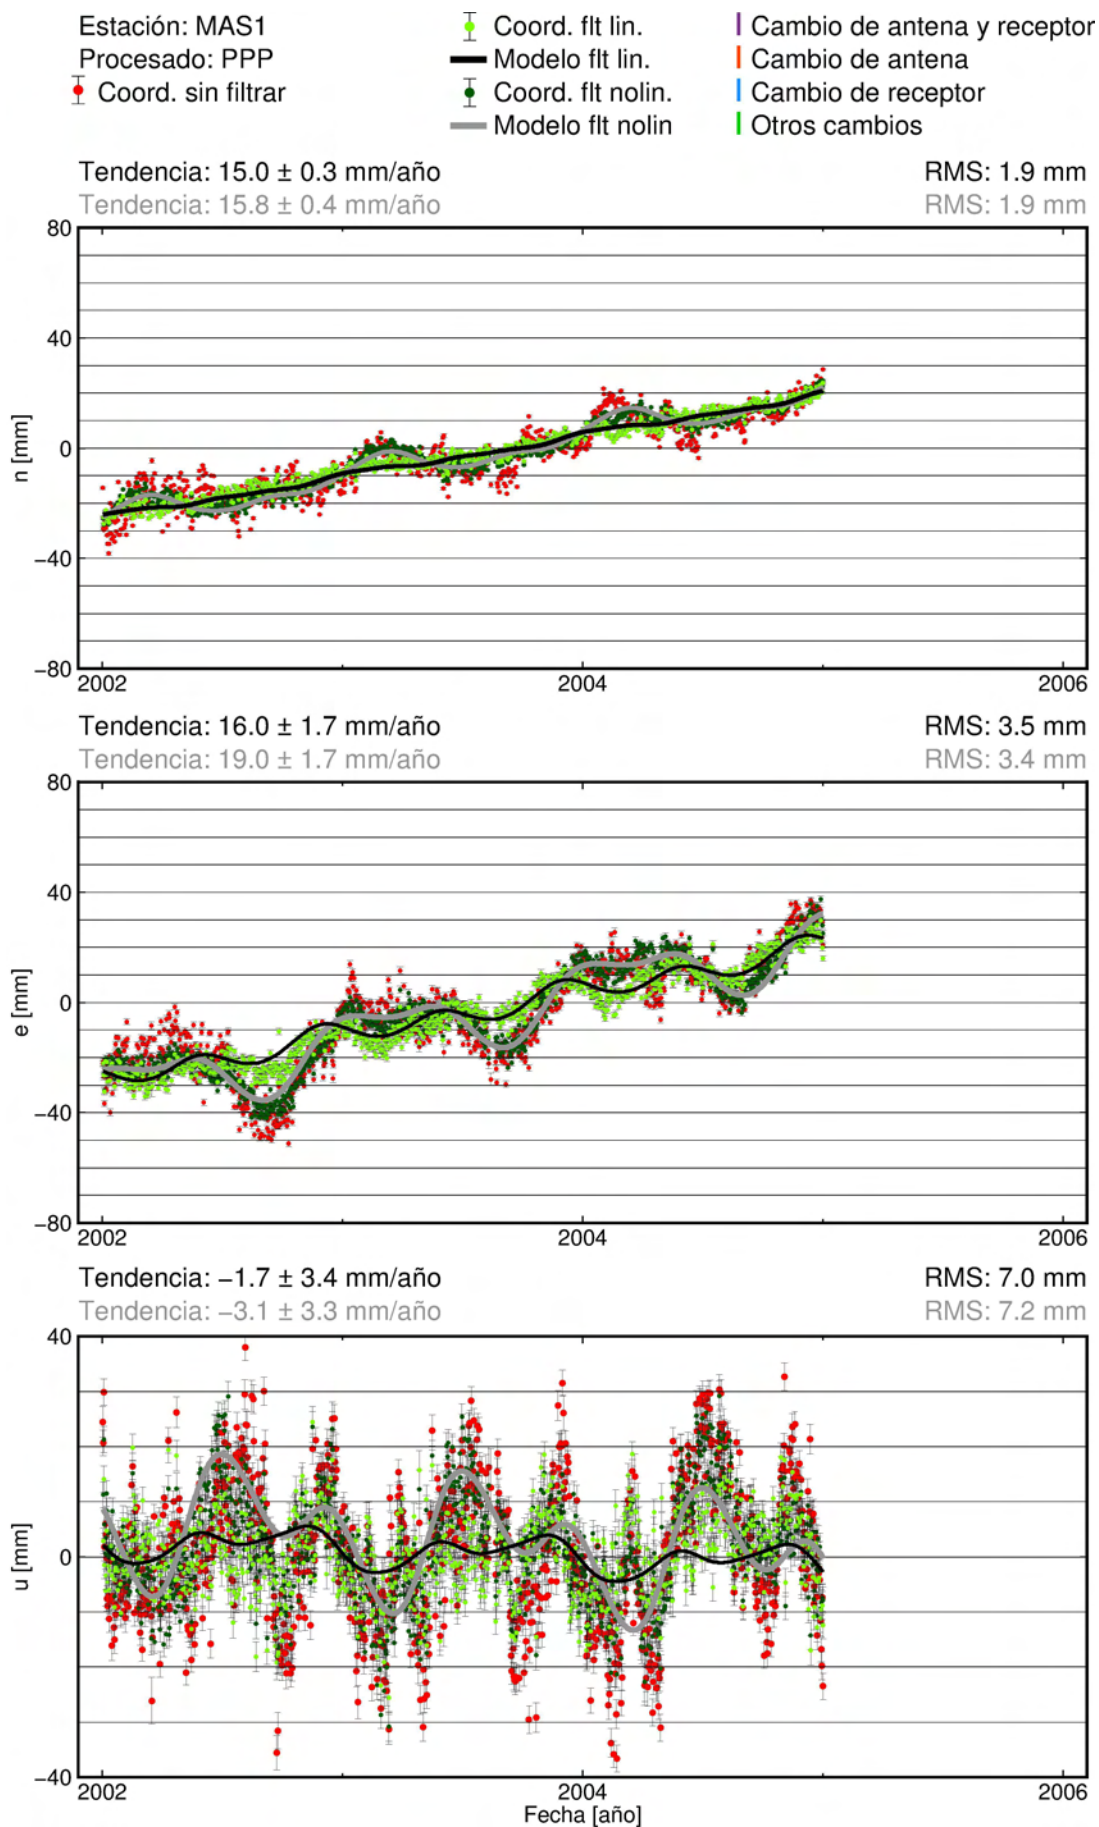 Estación: MAS1
Procesado: PPP
Coord. sin filtrar
Coord. flt lin.
Modelo flt lin.
Coord. flt nolin.
Modelo flt nolin
Cambio de antena y receptor
Cambio de antena
Cambio de receptor
Otros cambios
Tendencia: 15.0 ± 0.3 mm/año RMS: 1.9 mm
Tendencia: 15.8 ± 0.4 mm/año RMS: 1.9 mm
80
40
0
−40
−80
n [mm]
2002 2004 2006
Tendencia: 16.0 ± 1.7 mm/año RMS: 3.5 mm
Tendencia: 19.0 ± 1.7 mm/año RMS: 3.4 mm
80
40
0
−40
−80
e [mm]
2002 2004 2006
Tendencia: −1.7 ± 3.4 mm/año RMS: 7.0 mm
Tendencia: −3.1 ± 3.3 mm/año RMS: 7.2 mm
40
0
−40
u [mm]
2002 2004 2006
Fecha [año]